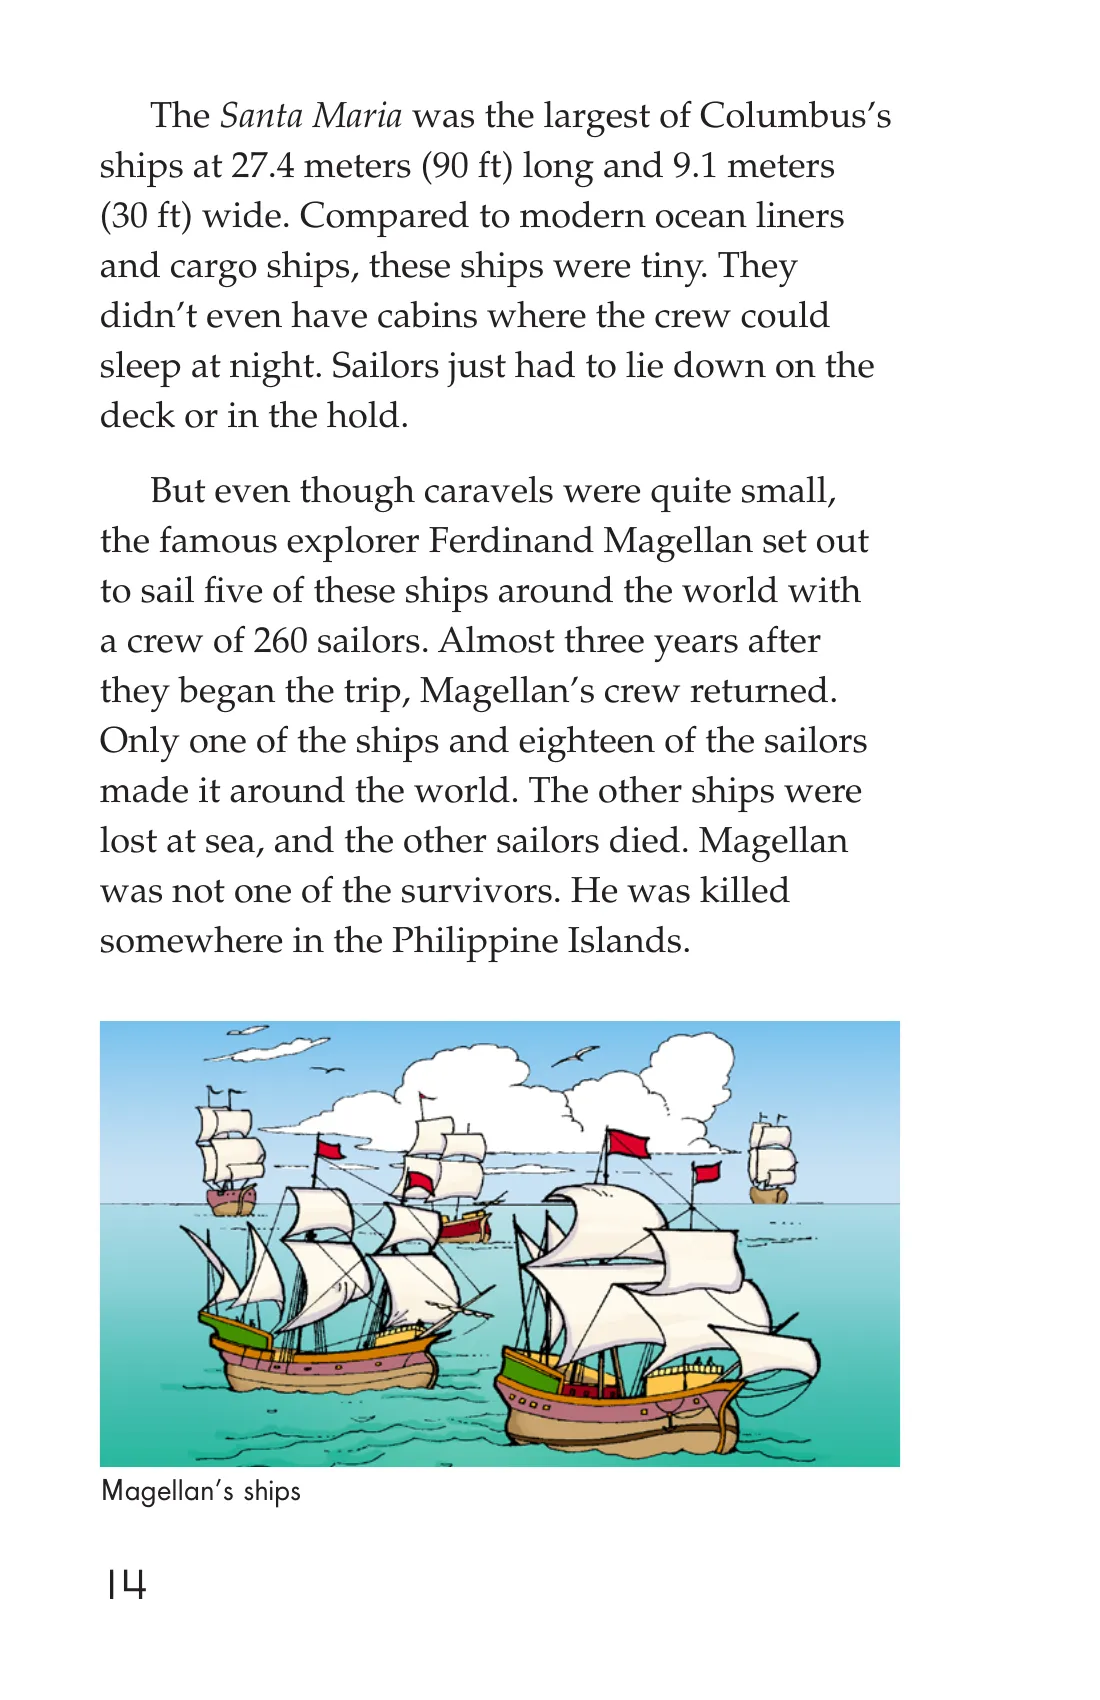 The Santa Maria was the largest of Columbus’s
ships at 27.4 meters (90 ft) long and 9.1 meters
(30 ft) wide. Compared to modern ocean liners
and cargo ships, these ships were tiny. They
didn’t even have cabins where the crew could
sleep at night. Sailors just had to lie down on the
deck or in the hold.
But even though caravels were quite small,
the famous explorer Ferdinand Magellan set out
to sail five of these ships around the world with
a crew of 260 sailors. Almost three years after
they began the trip, Magellan’s crew returned.
Only one of the ships and eighteen of the sailors
made it around the world. The other ships were
lost at sea, and the other sailors died. Magellan
was not one of the survivors. He was killed
somewhere in the Philippine Islands.
Magellan’s ships
14